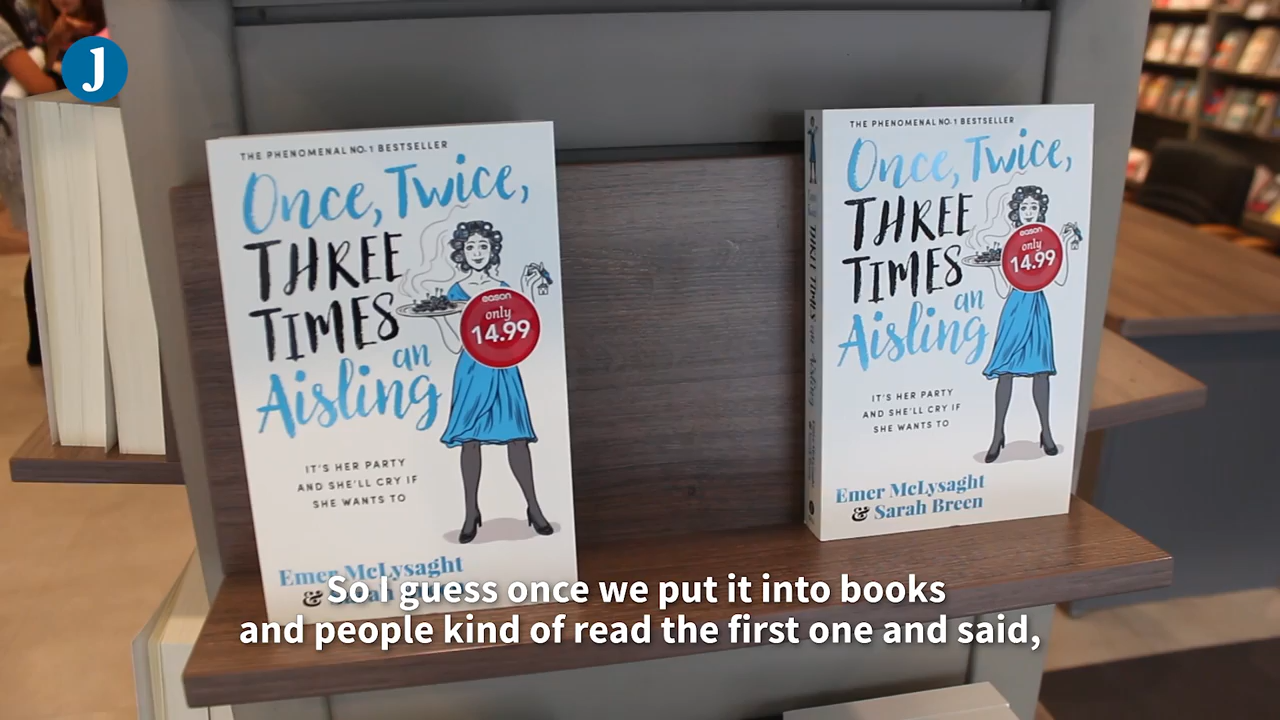 J
THE PHENOMENAL NO. 1 BESTSELLER
Once, Twice,
THREE
TIMES
an
Aisling
eason
only
14.99
IT'S HER PARTY
AND SHE'LL CRY IF
SHE WANTS TO
Emer McLysaght
&
THE PHENOMENAL NO. 1 BESTSELLER
Once, Twice,
THREE
TIMES
an
Aisling
eason
only
14.99
IT'S HER PARTY
AND SHE'LL CRY IF
SHE WANTS TO
Emer McLysaght
& Sarah Breen
THREE TIMES an Aisling
So I guess once we put it into books
and people kind of read the first one and said,